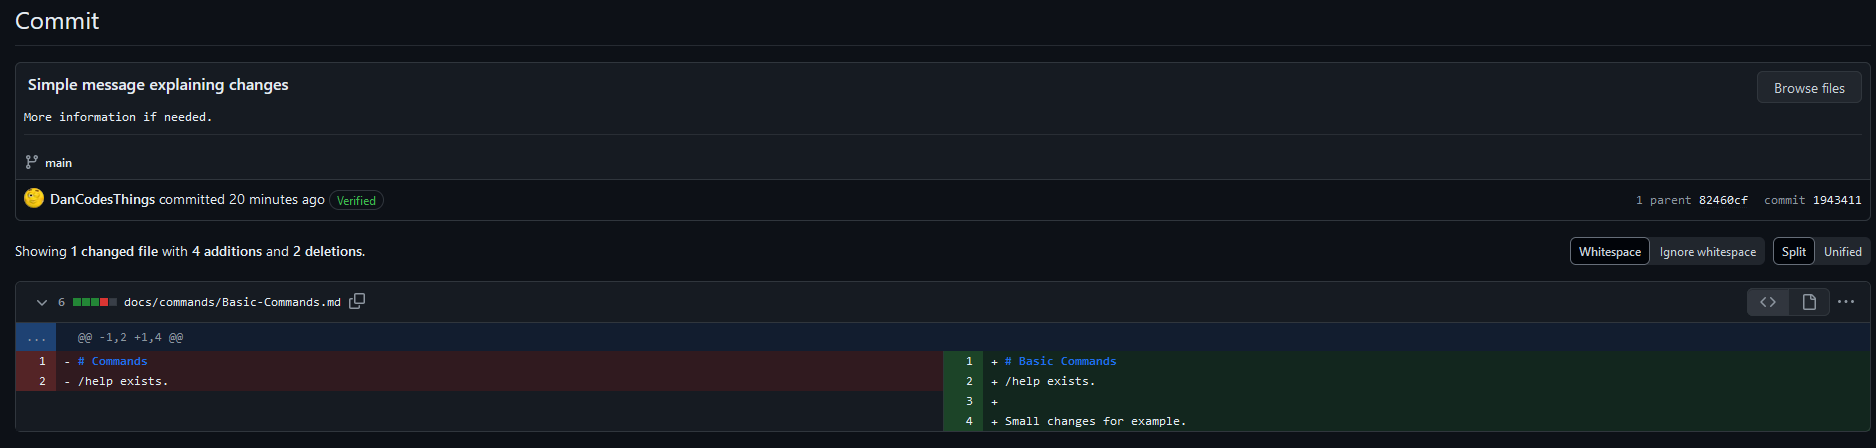 Commit
Simple message explaining changes
Browse files
More information if needed.
main
DanCodesThings committed 20 minutes ago Verified
1 parent 82460cf commit 1943411
Showing 1 changed file with 4 additions and 2 deletions.
Whitespace Ignore whitespace Split Unified
6 docs/commands/Basic-Commands.md
... @@ -1,2 +1,4 @@
1 - # Commands
2 - /help exists.
1 + # Basic Commands
2 + /help exists.
3 +
4 + Small changes for example.